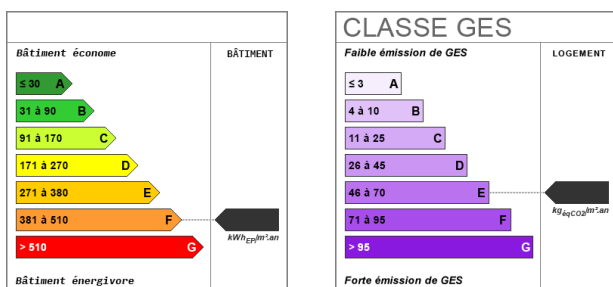 Bâtiment économe
BÂTIMENT
≤ 30 A
31 à 90 B
91 à 170 C
171 à 270 D
271 à 380 E
381 à 510 F
> 510 G
kWhEP/m².an
Bâtiment énergivore
CLASSE GES
Faible émission de GES
LOGEMENT
≤ 3 A
4 à 10 B
11 à 25 C
26 à 45 D
46 à 70 E
71 à 95 F
> 95 G
kgéqCO2/m².an
Forte émission de GES